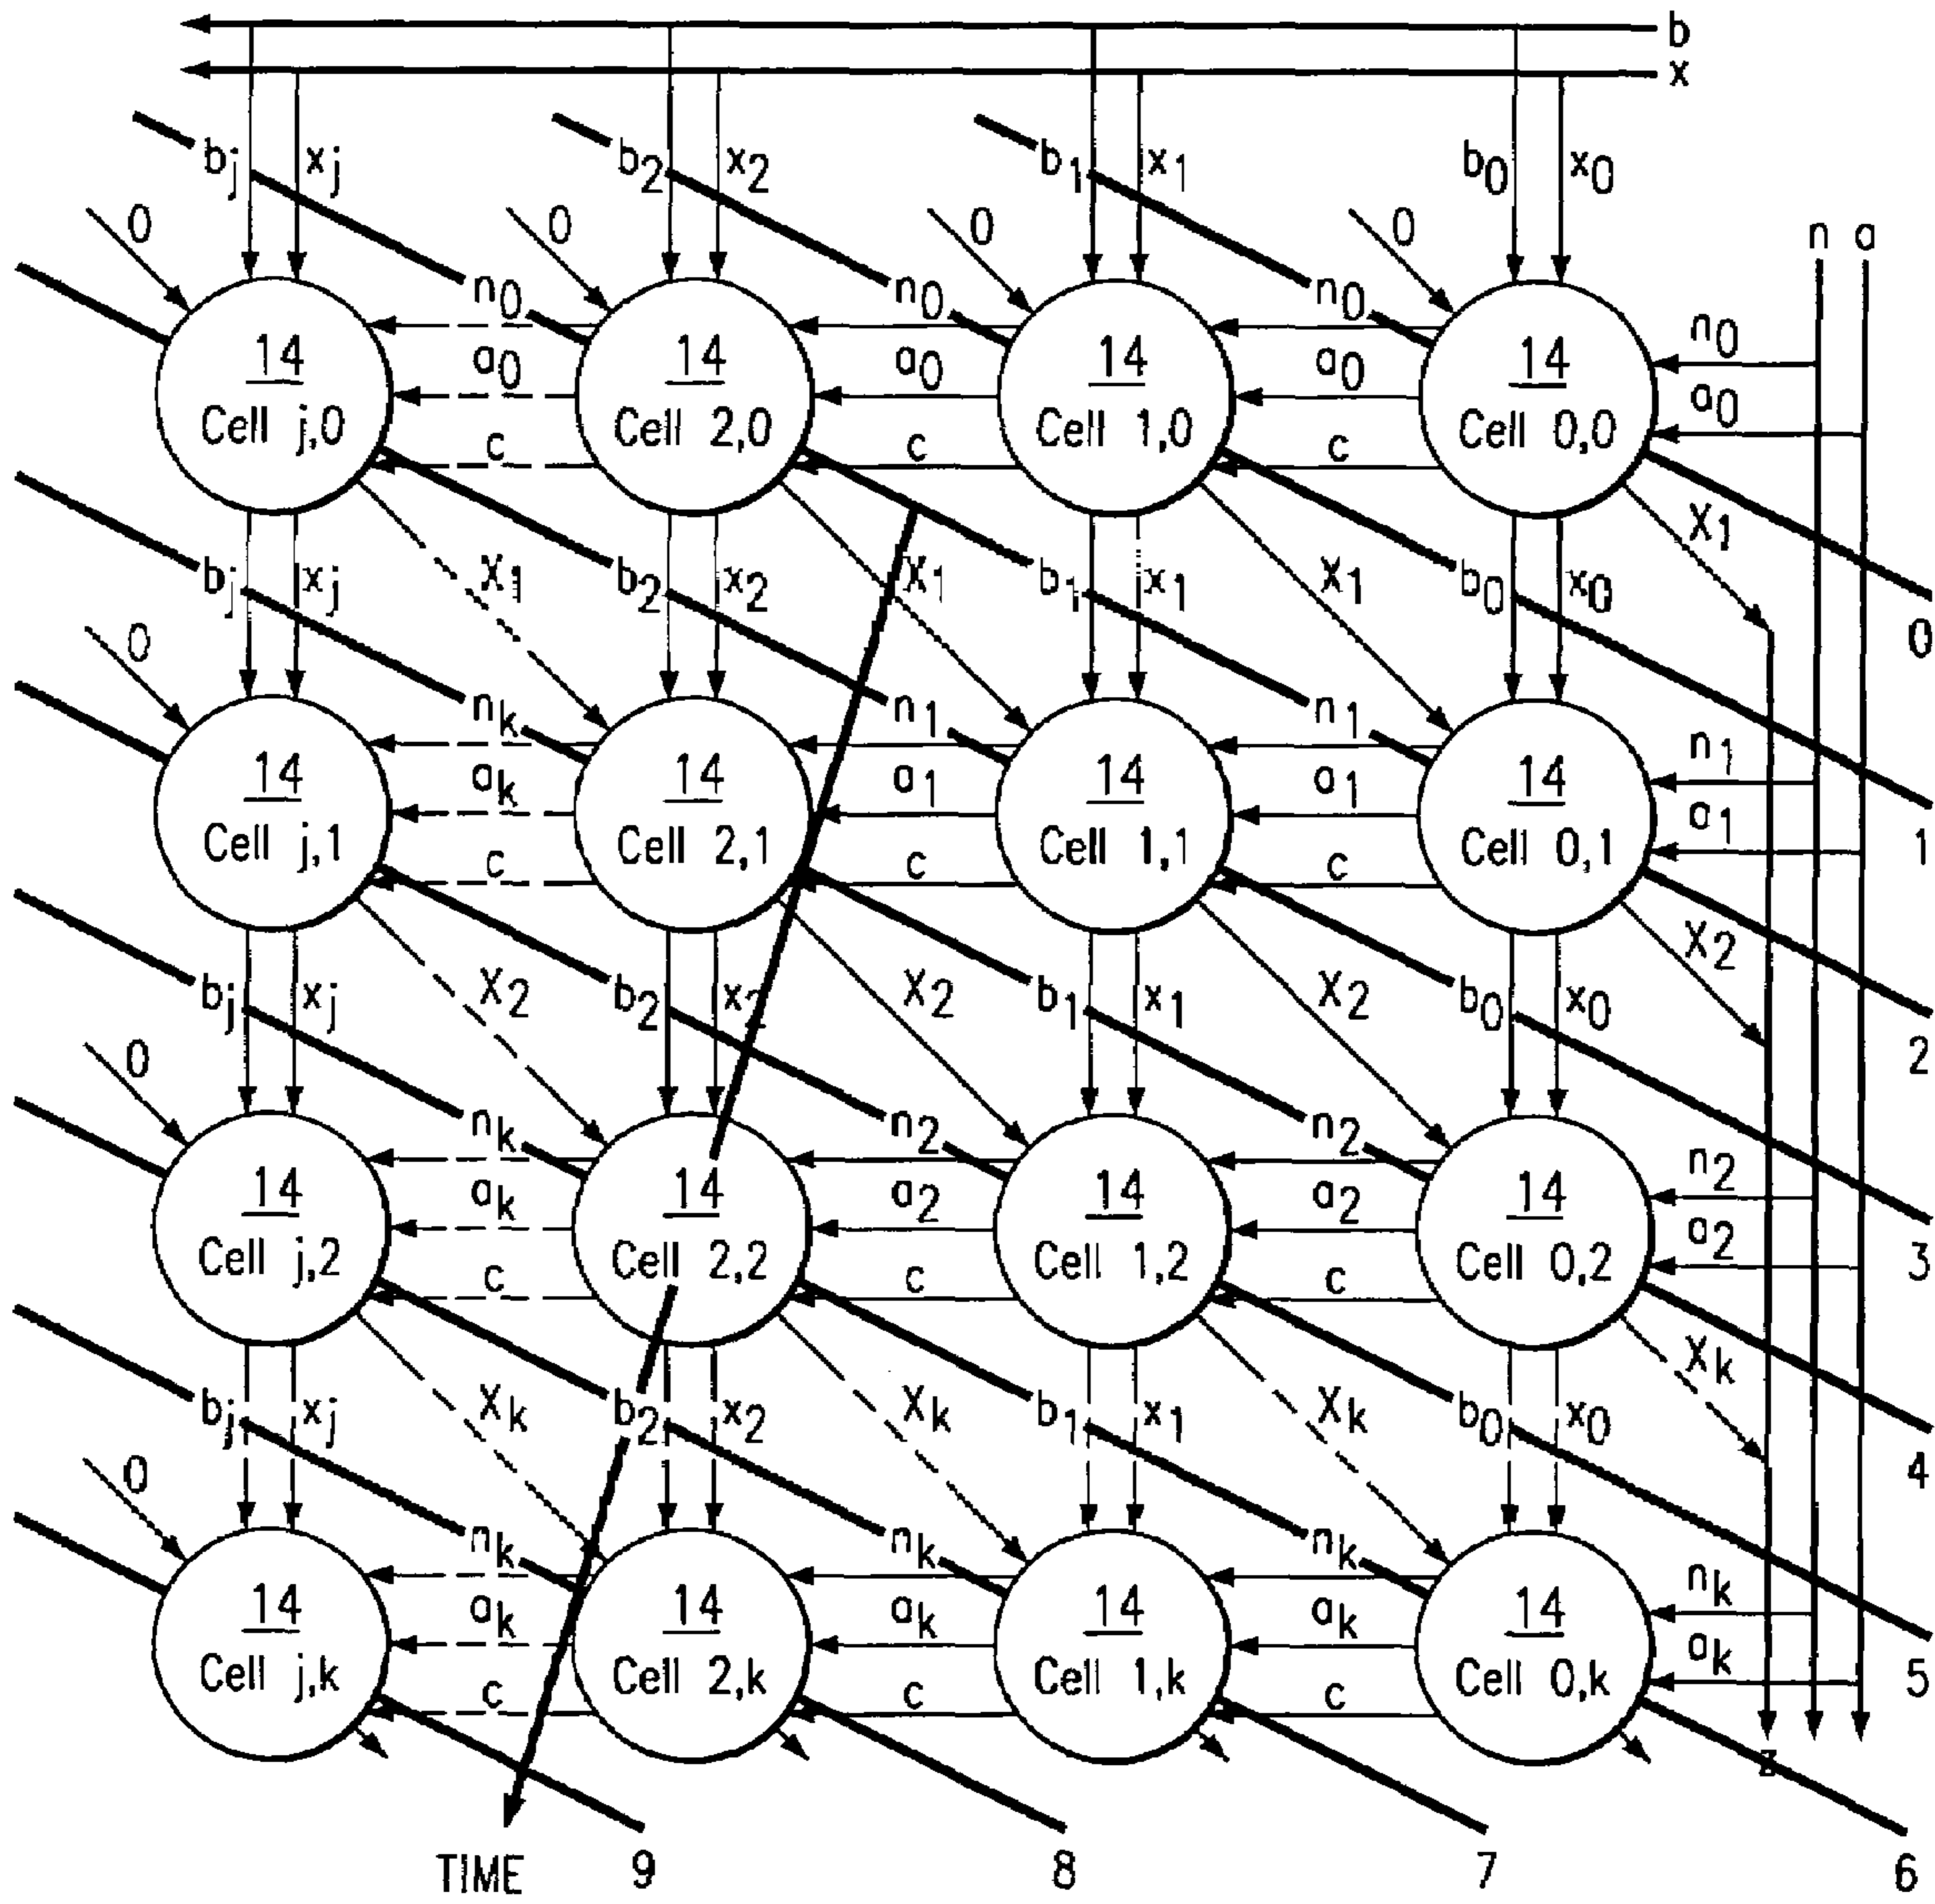 b
x
bj xj b2 x2 b1 x1 b0 x0
0 0 0 0 n a
n0 n0 n0 n0
14 14 14 14
a0 a0 a0 a0
Cell j,0 Cell 2,0 Cell 1,0 Cell 0,0
c c c
X1
bj xj X1 b2 x2 X1 b1 x1 X1 b0 x0
0 0
nk n1 n1 n1
14 14 14 14
ak a1 a1 a1
Cell j,1 Cell 2,1 Cell 1,1 Cell 0,1 1
c c c
X2
bj xj X2 b2 x2 X2 b1 x1 X2 b0 x0
0 2
nk n2 n2 n2
14 14 14 14
ak a2 a2 a2
Cell j,2 Cell 2,2 Cell 1,2 Cell 0,2 3
c c c
Xk
bj xj Xk b2 x2 Xk b1 x1 Xk b0 x0
0 4
nk nk nk nk
14 14 14 14
ak ak ak ak
Cell j,k Cell 2,k Cell 1,k Cell 0,k 5
c c c
z
TIME 9 8 7 6